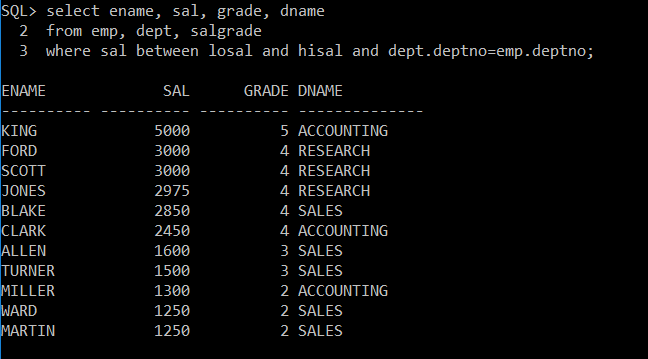 SQL> select ename, sal, grade, dname
  2  from emp, dept, salgrade
  3  where sal between losal and hisal and dept.deptno=emp.deptno;

ENAME             SAL      GRADE DNAME
---------- ---------- ---------- --------------
KING             5000          5 ACCOUNTING
FORD             3000          4 RESEARCH
SCOTT            3000          4 RESEARCH
JONES            2975          4 RESEARCH
BLAKE            2850          4 SALES
CLARK            2450          4 ACCOUNTING
ALLEN            1600          3 SALES
TURNER           1500          3 SALES
MILLER           1300          2 ACCOUNTING
WARD             1250          2 SALES
MARTIN           1250          2 SALES